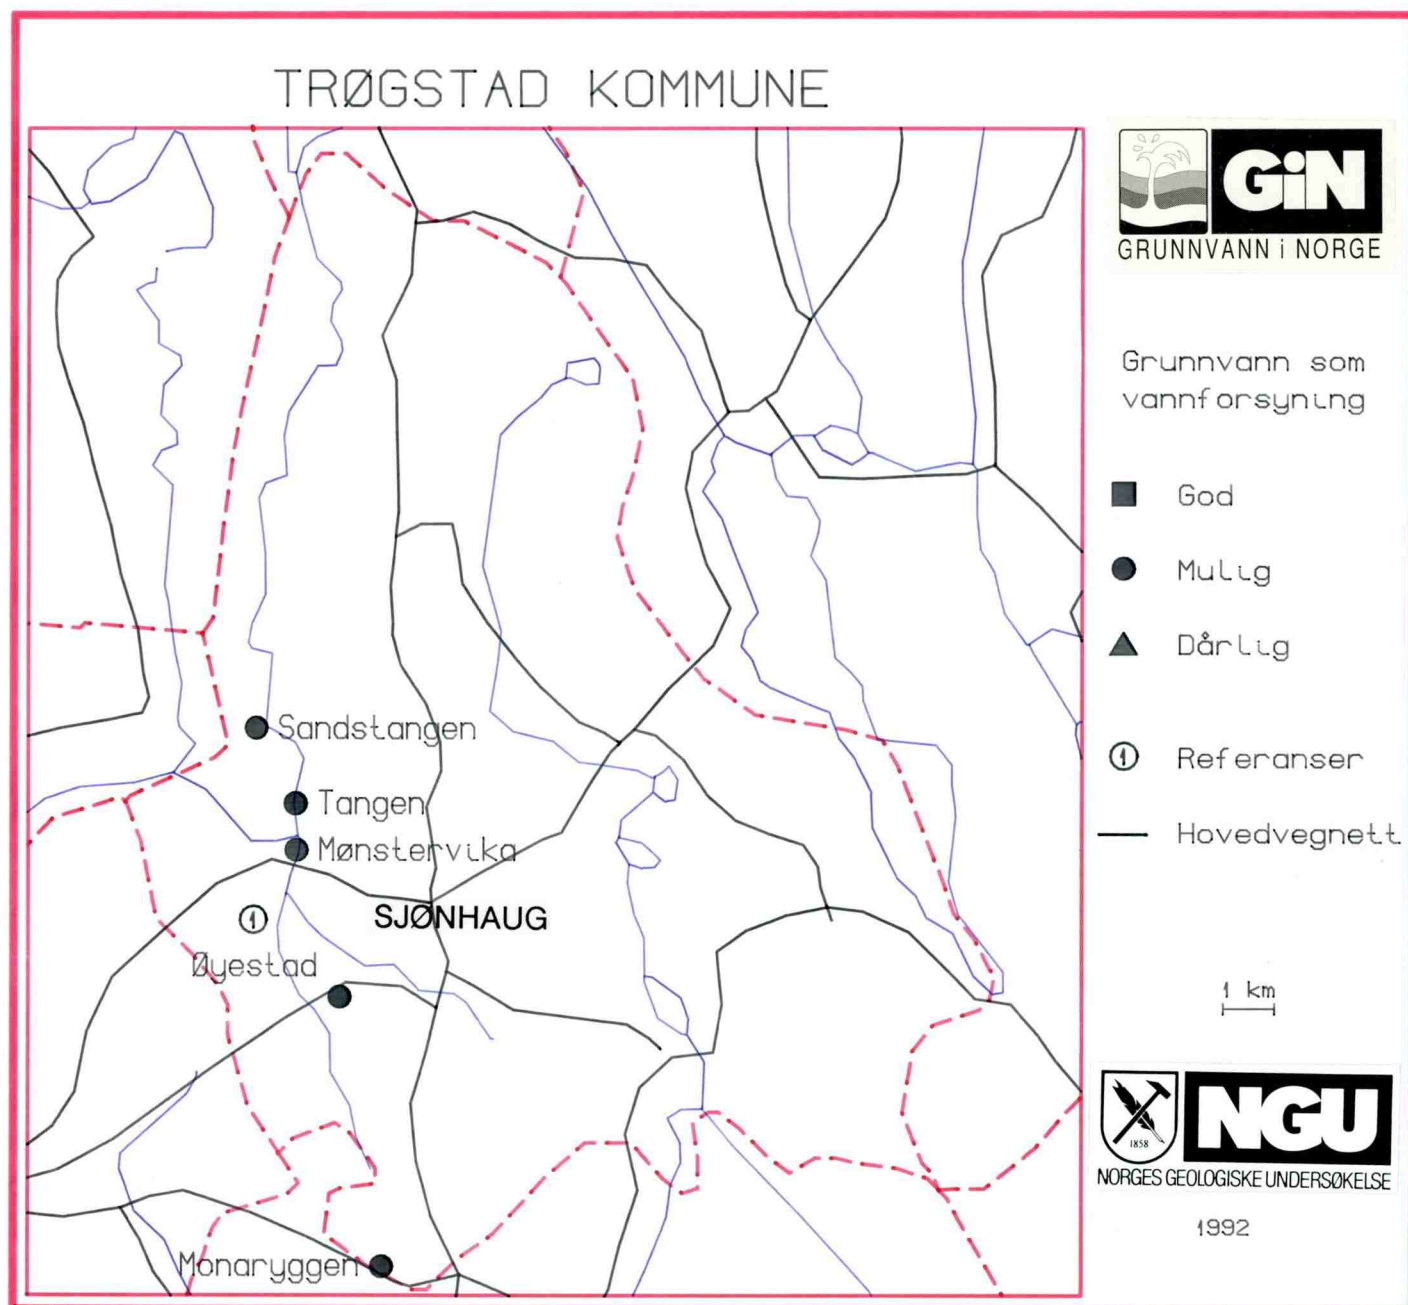 TRØGSTAD KOMMUNE
GiN
GRUNNVANN i NORGE
Grunnvann som
vannforsyning
God
Mulig
Dårlig
1 Referanser
Hovedvegnett
Sandstangen
Tangen
Mønstervika
SJØNHAUG
1
Øyestad
Monaryggen
1 km
1858
NGU
NORGES GEOLOGISKE UNDERSØKELSE
1992